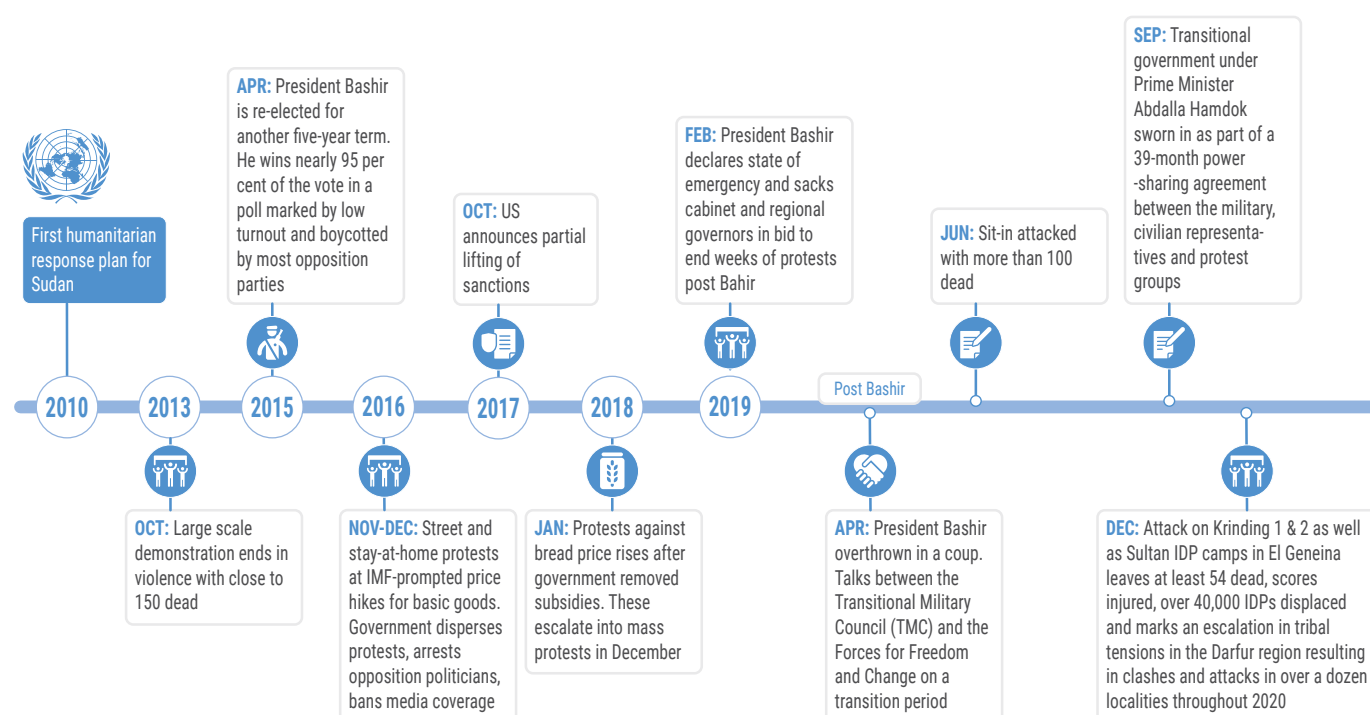 First humanitarian
response plan for
Sudan
2010
2013
OCT: Large scale
demonstration ends in
violence with close to
150 dead
APR: President Bashir
is re-elected for
another five-year term.
He wins nearly 95 per
cent of the vote in a
poll marked by low
turnout and boycotted
by most opposition
parties
2015
2016
NOV-DEC: Street and
stay-at-home protests
at IMF-prompted price
hikes for basic goods.
Government disperses
protests, arrests
opposition politicians,
bans media coverage
OCT: US
announces partial
lifting of
sanctions
2017
2018
JAN: Protests against
bread price rises after
government removed
subsidies. These
escalate into mass
protests in December
FEB: President Bashir
declares state of
emergency and sacks
cabinet and regional
governors in bid to
end weeks of protests
post Bahir
2019
Post Bashir
APR: President Bashir
overthrown in a coup.
Talks between the
Transitional Military
Council (TMC) and the
Forces for Freedom
and Change on a
transition period
JUN: Sit-in attacked
with more than 100
dead
SEP: Transitional
government under
Prime Minister
Abdalla Hamdok
sworn in as part of a
39-month power
-sharing agreement
between the military,
civilian representa-
tives and protest
groups
DEC: Attack on Krinding 1 & 2 as well
as Sultan IDP camps in El Geneina
leaves at least 54 dead, scores
injured, over 40,000 IDPs displaced
and marks an escalation in tribal
tensions in the Darfur region resulting
in clashes and attacks in over a dozen
localities throughout 2020